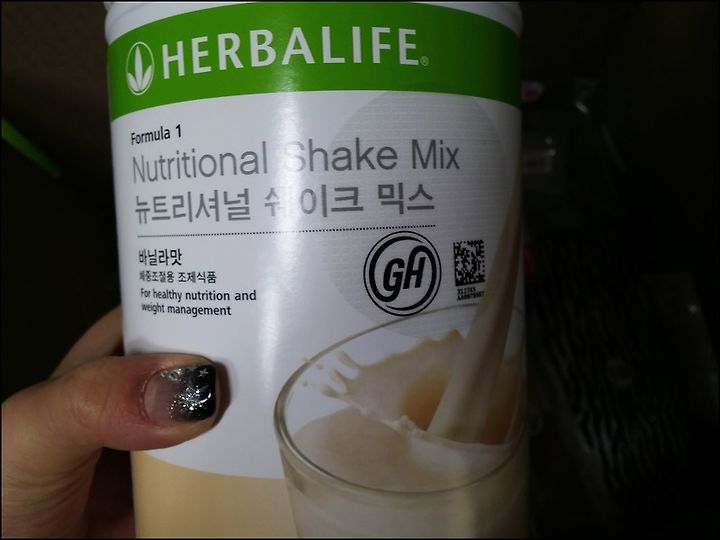 HERBALIFE®
Formula 1
Nutritional Shake Mix
뉴트리셔널 쉐이크 믹스
바닐라맛
체중조절용 조제식품
For healthy nutrition and
weight management
GH